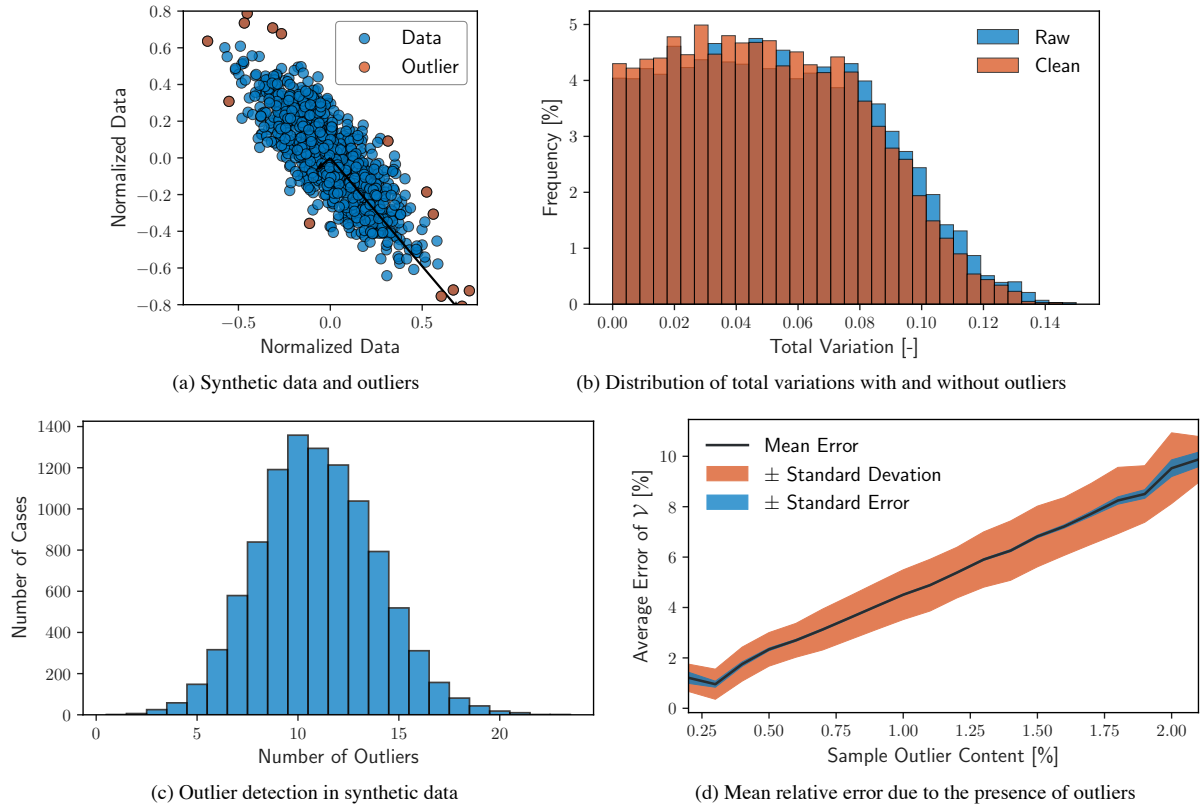 0.8
0.6
0.4
0.2
0.0
−0.2
−0.4
−0.6
−0.8
Normalized Data
Data
Outlier
−0.5
0.0
0.5
Normalized Data
(a) Synthetic data and outliers
5
4
3
2
1
0
Frequency [%]
Raw
Clean
0.00
0.02
0.04
0.06
0.08
0.10
0.12
0.14
Total Variation [-]
(b) Distribution of total variations with and without outliers
1400
1200
1000
800
600
400
200
0
Number of Cases
0
5
10
15
20
Number of Outliers
(c) Outlier detection in synthetic data
10
8
6
4
2
0
Average Error of 𝒱 [%]
Mean Error
± Standard Devation
± Standard Error
0.25
0.50
0.75
1.00
1.25
1.50
1.75
2.00
Sample Outlier Content [%]
(d) Mean relative error due to the presence of outliers